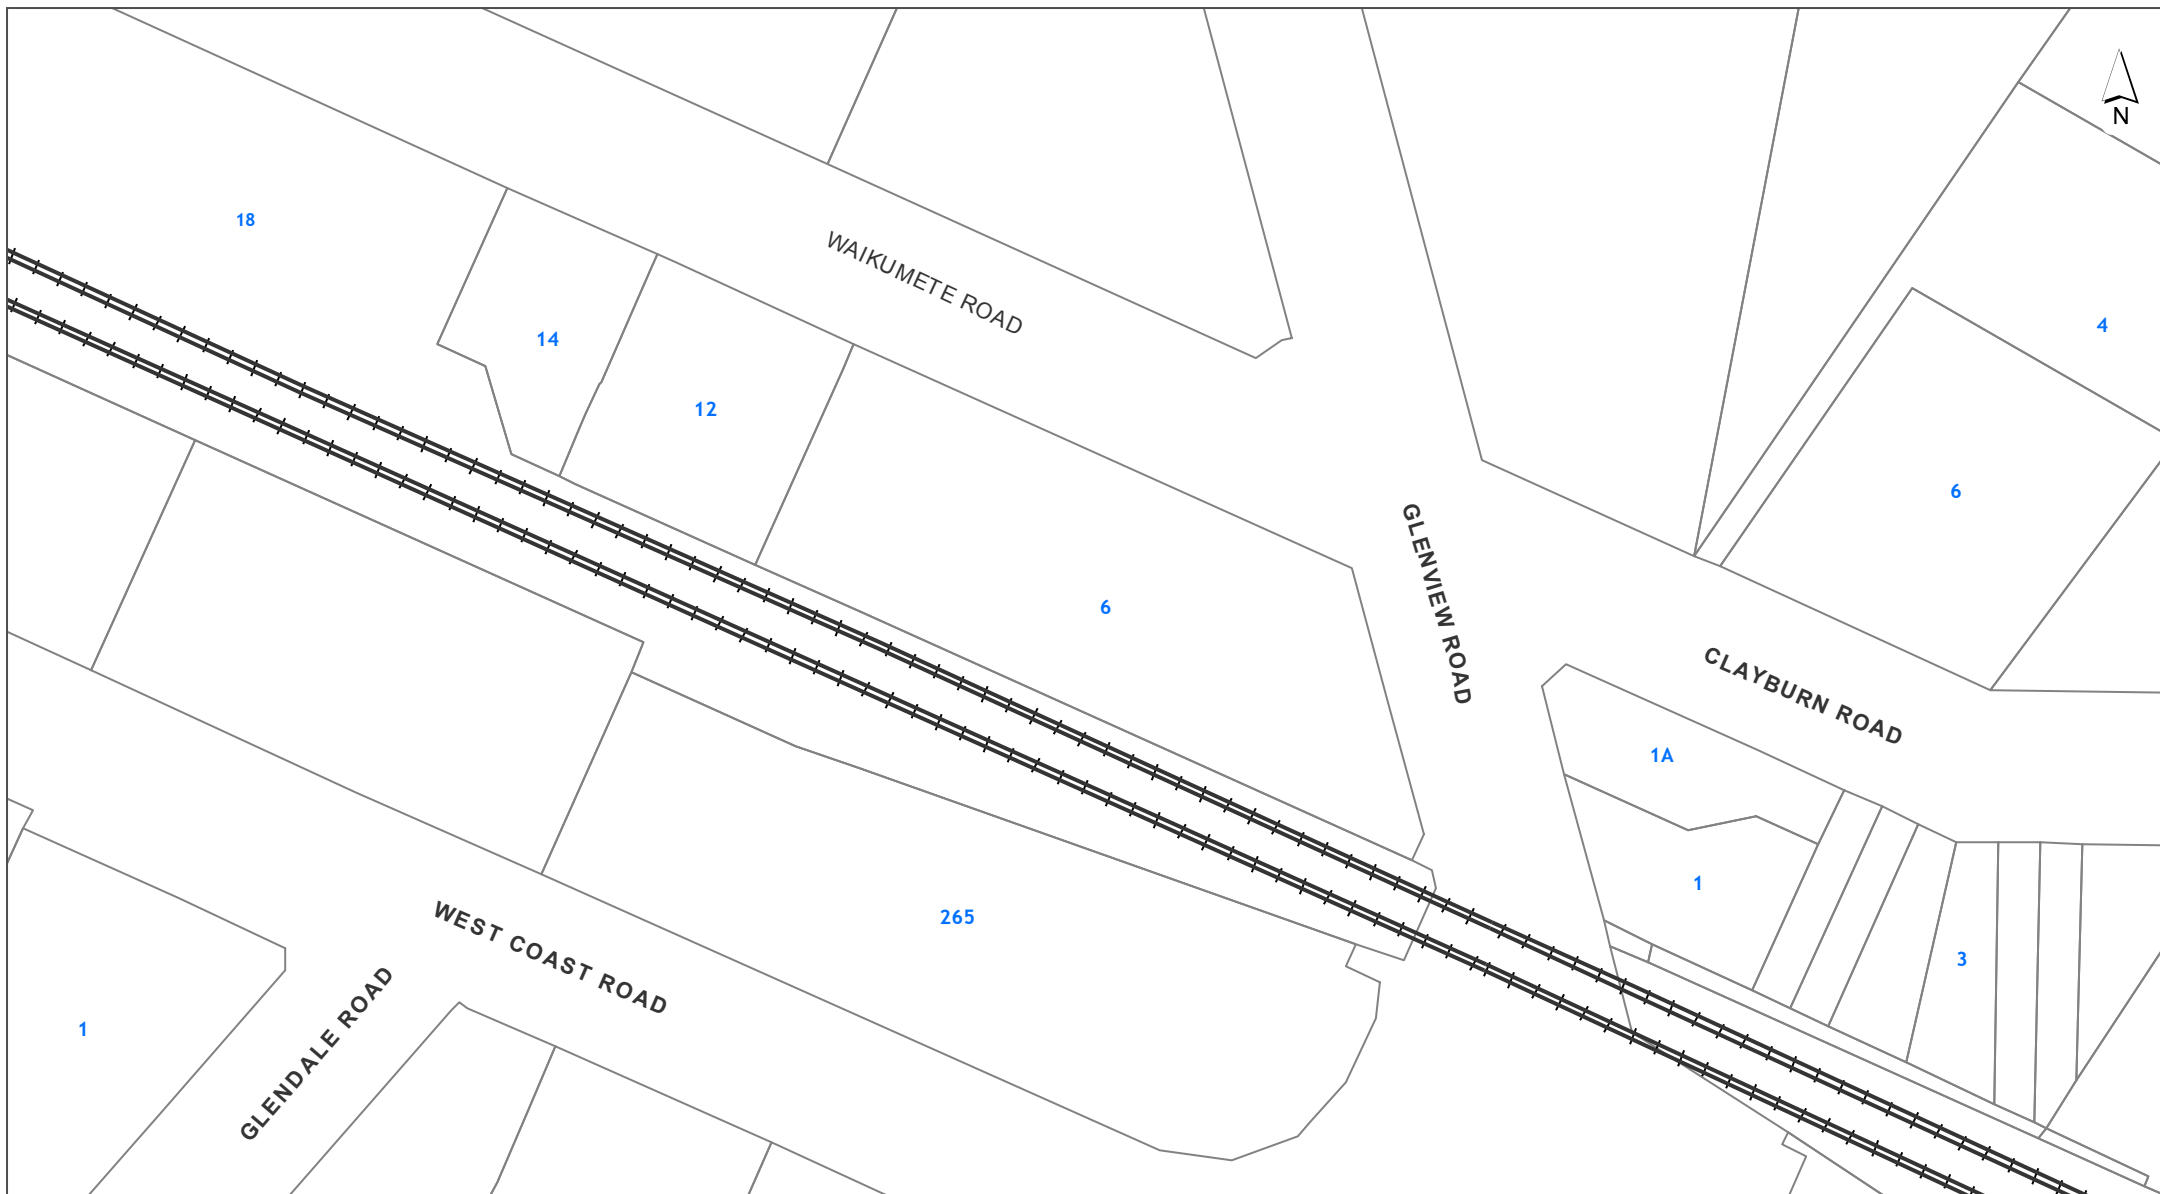 N
18
WAIKUMETE ROAD
14
4
12
6
GLENVIEW ROAD
6
CLAYBURN ROAD
1A
1
265
WEST COAST ROAD
3
GLENDALE ROAD
1